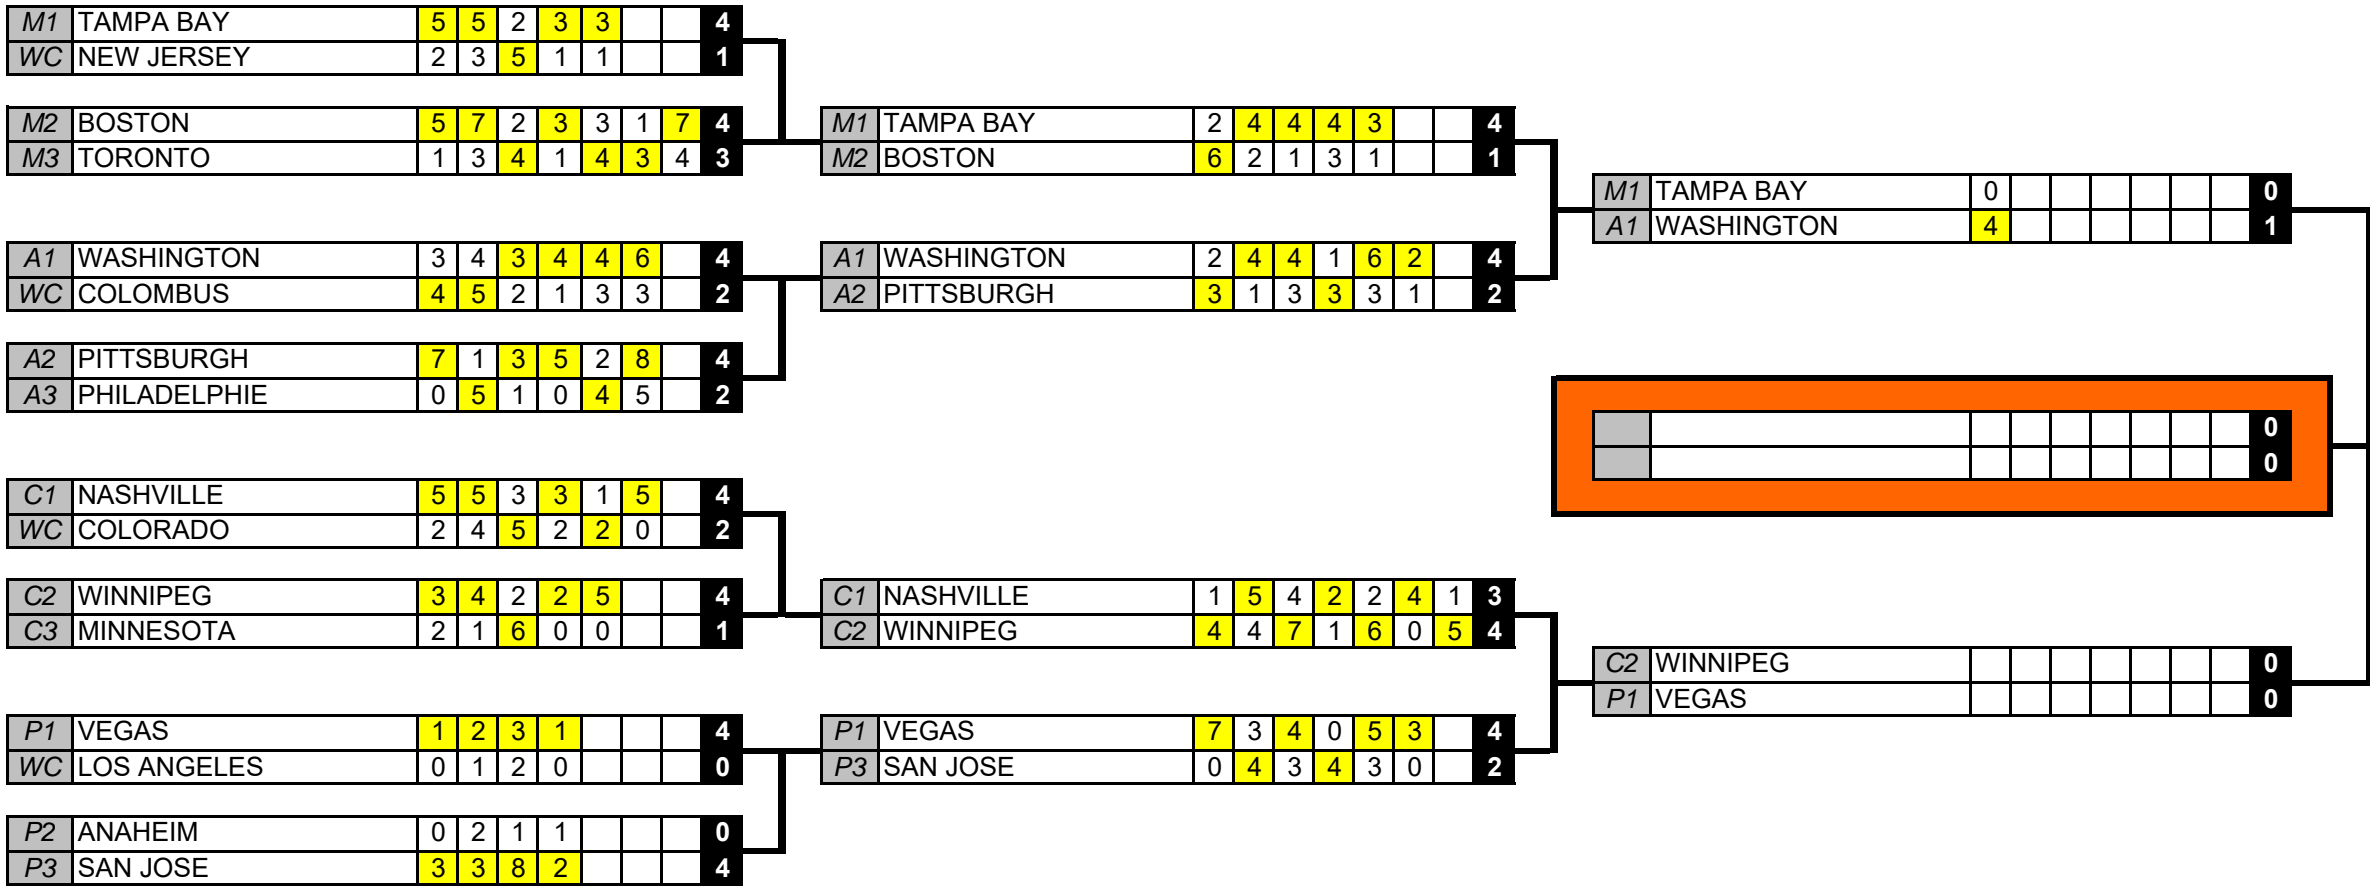 M1 TAMPA BAY 5 5 2 3 3 4
WC NEW JERSEY 2 3 5 1 1 1
M2 BOSTON 5 7 2 3 3 1 7 4
M3 TORONTO 1 3 4 1 4 3 4 3
A1 WASHINGTON 3 4 3 4 4 6 4
WC COLOMBUS 4 5 2 1 3 3 2
A2 PITTSBURGH 7 1 3 5 2 8 4
A3 PHILADELPHIE 0 5 1 0 4 5 2
C1 NASHVILLE 5 5 3 3 1 5 4
WC COLORADO 2 4 5 2 2 0 2
C2 WINNIPEG 3 4 2 2 5 4
C3 MINNESOTA 2 1 6 0 0 1
P1 VEGAS 1 2 3 1 4
WC LOS ANGELES 0 1 2 0 0
P2 ANAHEIM 0 2 1 1 0
P3 SAN JOSE 3 3 8 2 4
M1 TAMPA BAY 2 4 4 4 3 4
M2 BOSTON 6 2 1 3 1 1
A1 WASHINGTON 2 4 4 1 6 2 4
A2 PITTSBURGH 3 1 3 3 3 1 2
C1 NASHVILLE 1 5 4 2 2 4 1 3
C2 WINNIPEG 4 4 7 1 6 0 5 4
P1 VEGAS 7 3 4 0 5 3 4
P3 SAN JOSE 0 4 3 4 3 0 2
M1 TAMPA BAY 0 0
A1 WASHINGTON 4 1
0
0
C2 WINNIPEG 0
P1 VEGAS 0